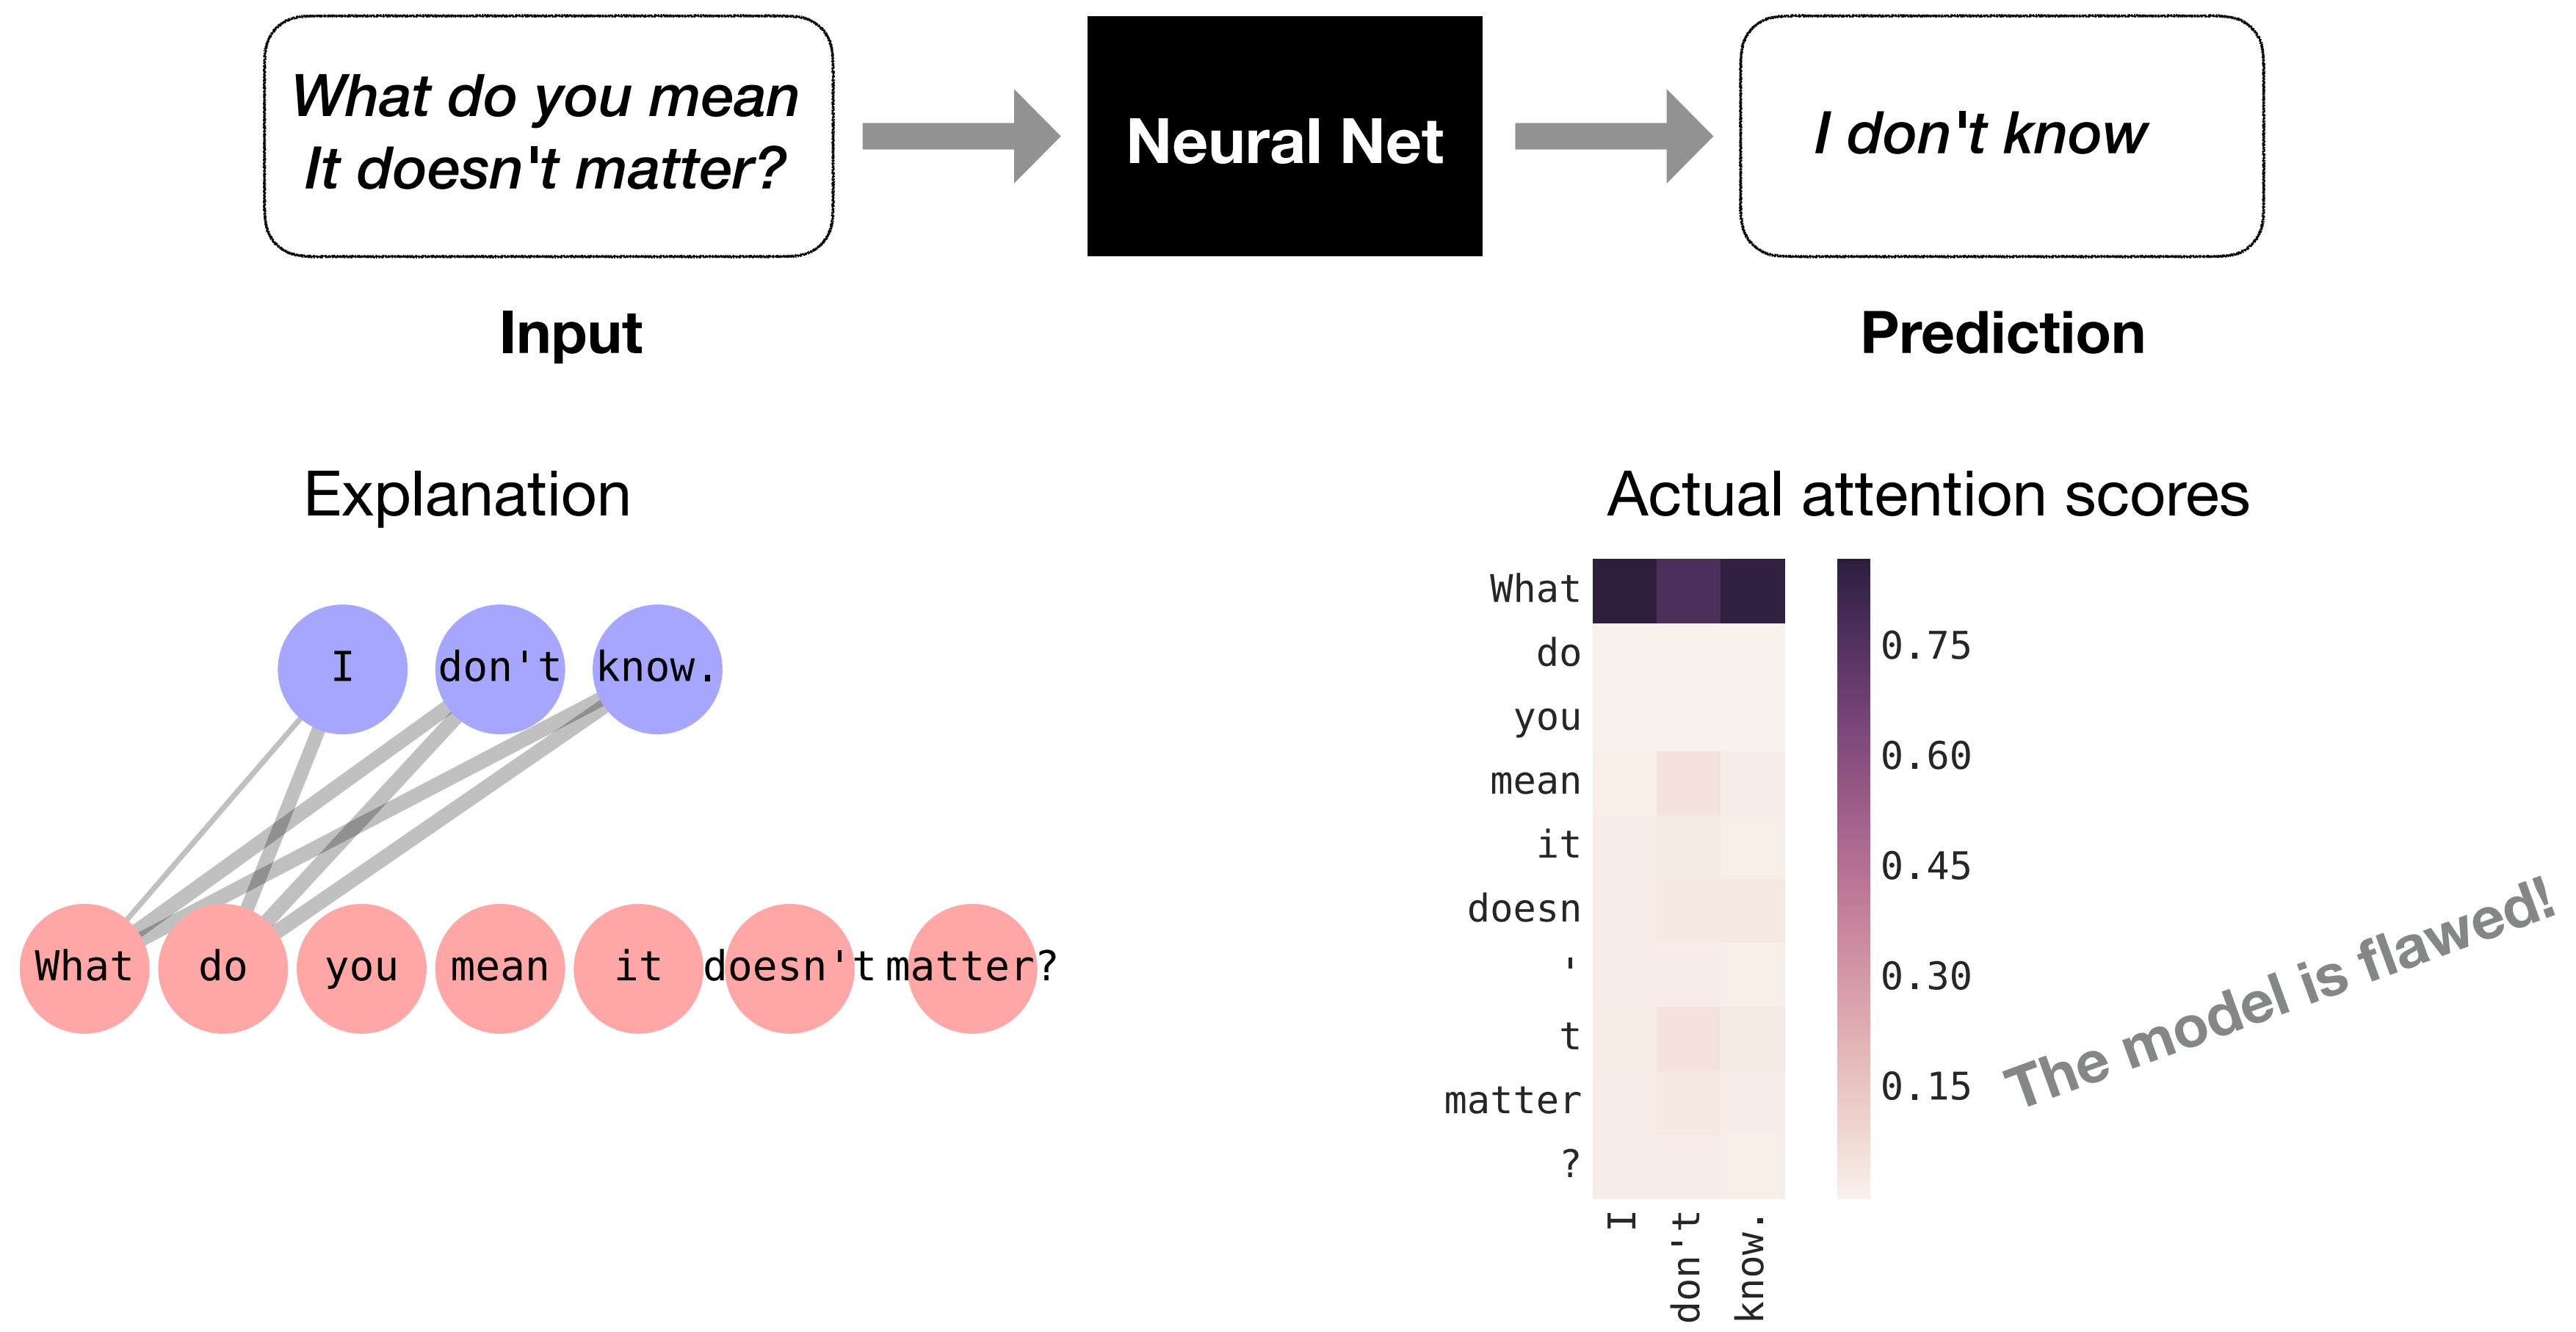 What do you mean
It doesn't matter?
Neural Net
I don't know
Input
Prediction
Explanation
I
don't
know.
What
do
you
mean
it
doesn't
matter?
Actual attention scores
What
do
you
mean
it
doesn
'
t
matter
?
I
don't
know.
0.75
0.60
0.45
0.30
0.15
The model is flawed!